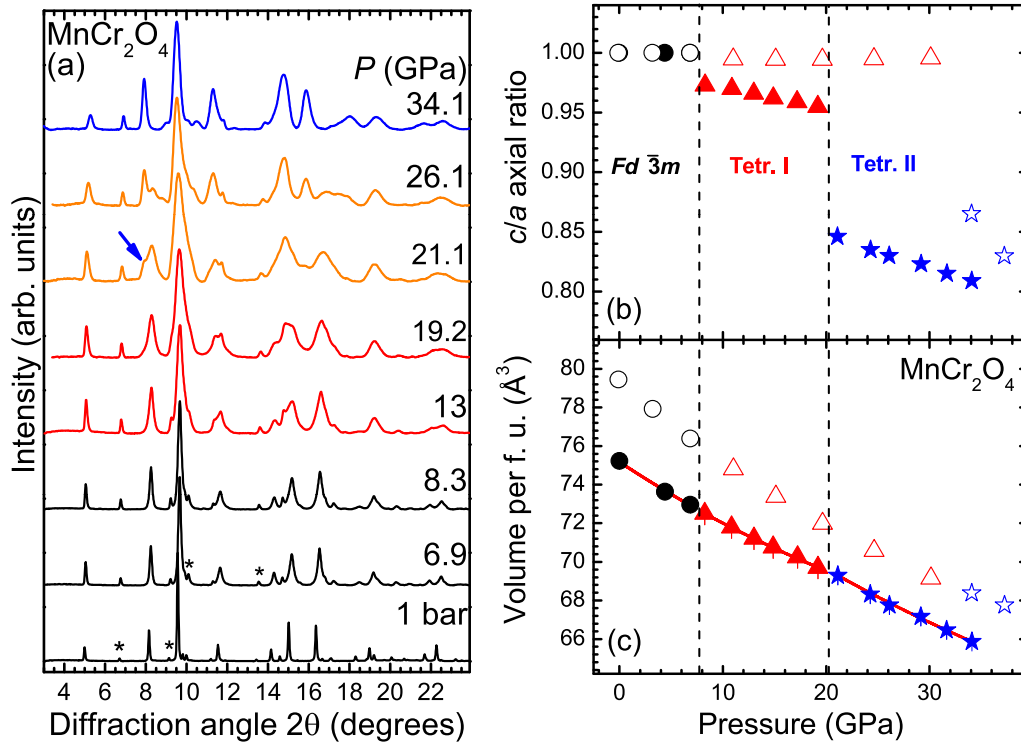 MnCr₂O₄
(a)
P (GPa)
34.1
26.1
21.1
19.2
13
8.3
6.9
1 bar
*
*
*
*
Intensity (arb. units)
4 6 8 10 12 14 16 18 20 22
Diffraction angle 2θ (degrees)
c/a axial ratio
1.00
0.95
0.90
0.85
0.80
Fd 3̄m
Tetr. I
Tetr. II
(b)
Volume per f. u. (Å³)
80
78
76
74
72
70
68
66
MnCr₂O₄
(c)
0 10 20 30
Pressure (GPa)